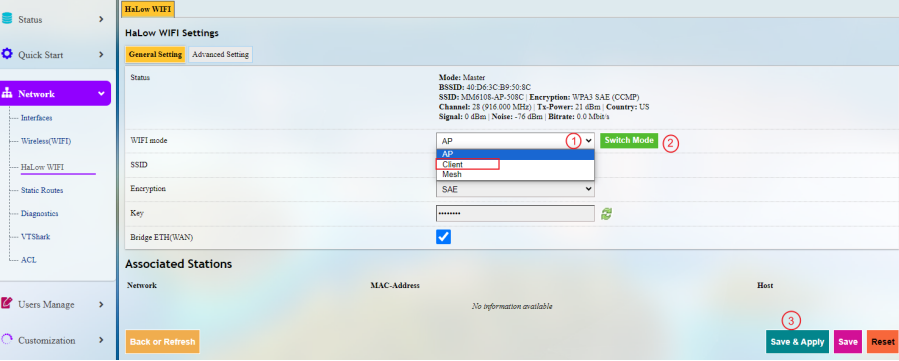 Status
Quick Start
Network
Interfaces
Wireless(WIFI)
HaLow WIFI
Static Routes
Diagnostics
VTShark
ACL
Users Manage
Customization
HaLow WIFI
HaLow WIFI Settings
General Setting Advanced Setting
Status
Mode: Master
BSSID: 40:D6:3C:B9:50:8C
SSID: MM6108-AP-508C | Encryption: WPA3 SAE (CCMP)
Channel: 28 (916.000 MHz) | Tx-Power: 21 dBm | Country: US
Signal: 0 dBm | Noise: -76 dBm | Bitrate: 0.0 Mbit/s
WIFI mode AP 1 Switch Mode 2
AP
SSID Client
Mesh
Encryption SAE
Key ••••••••
Bridge ETH(WAN)
Associated Stations
Network MAC-Address Host
No information available
3
Back or Refresh Save & Apply Save Reset